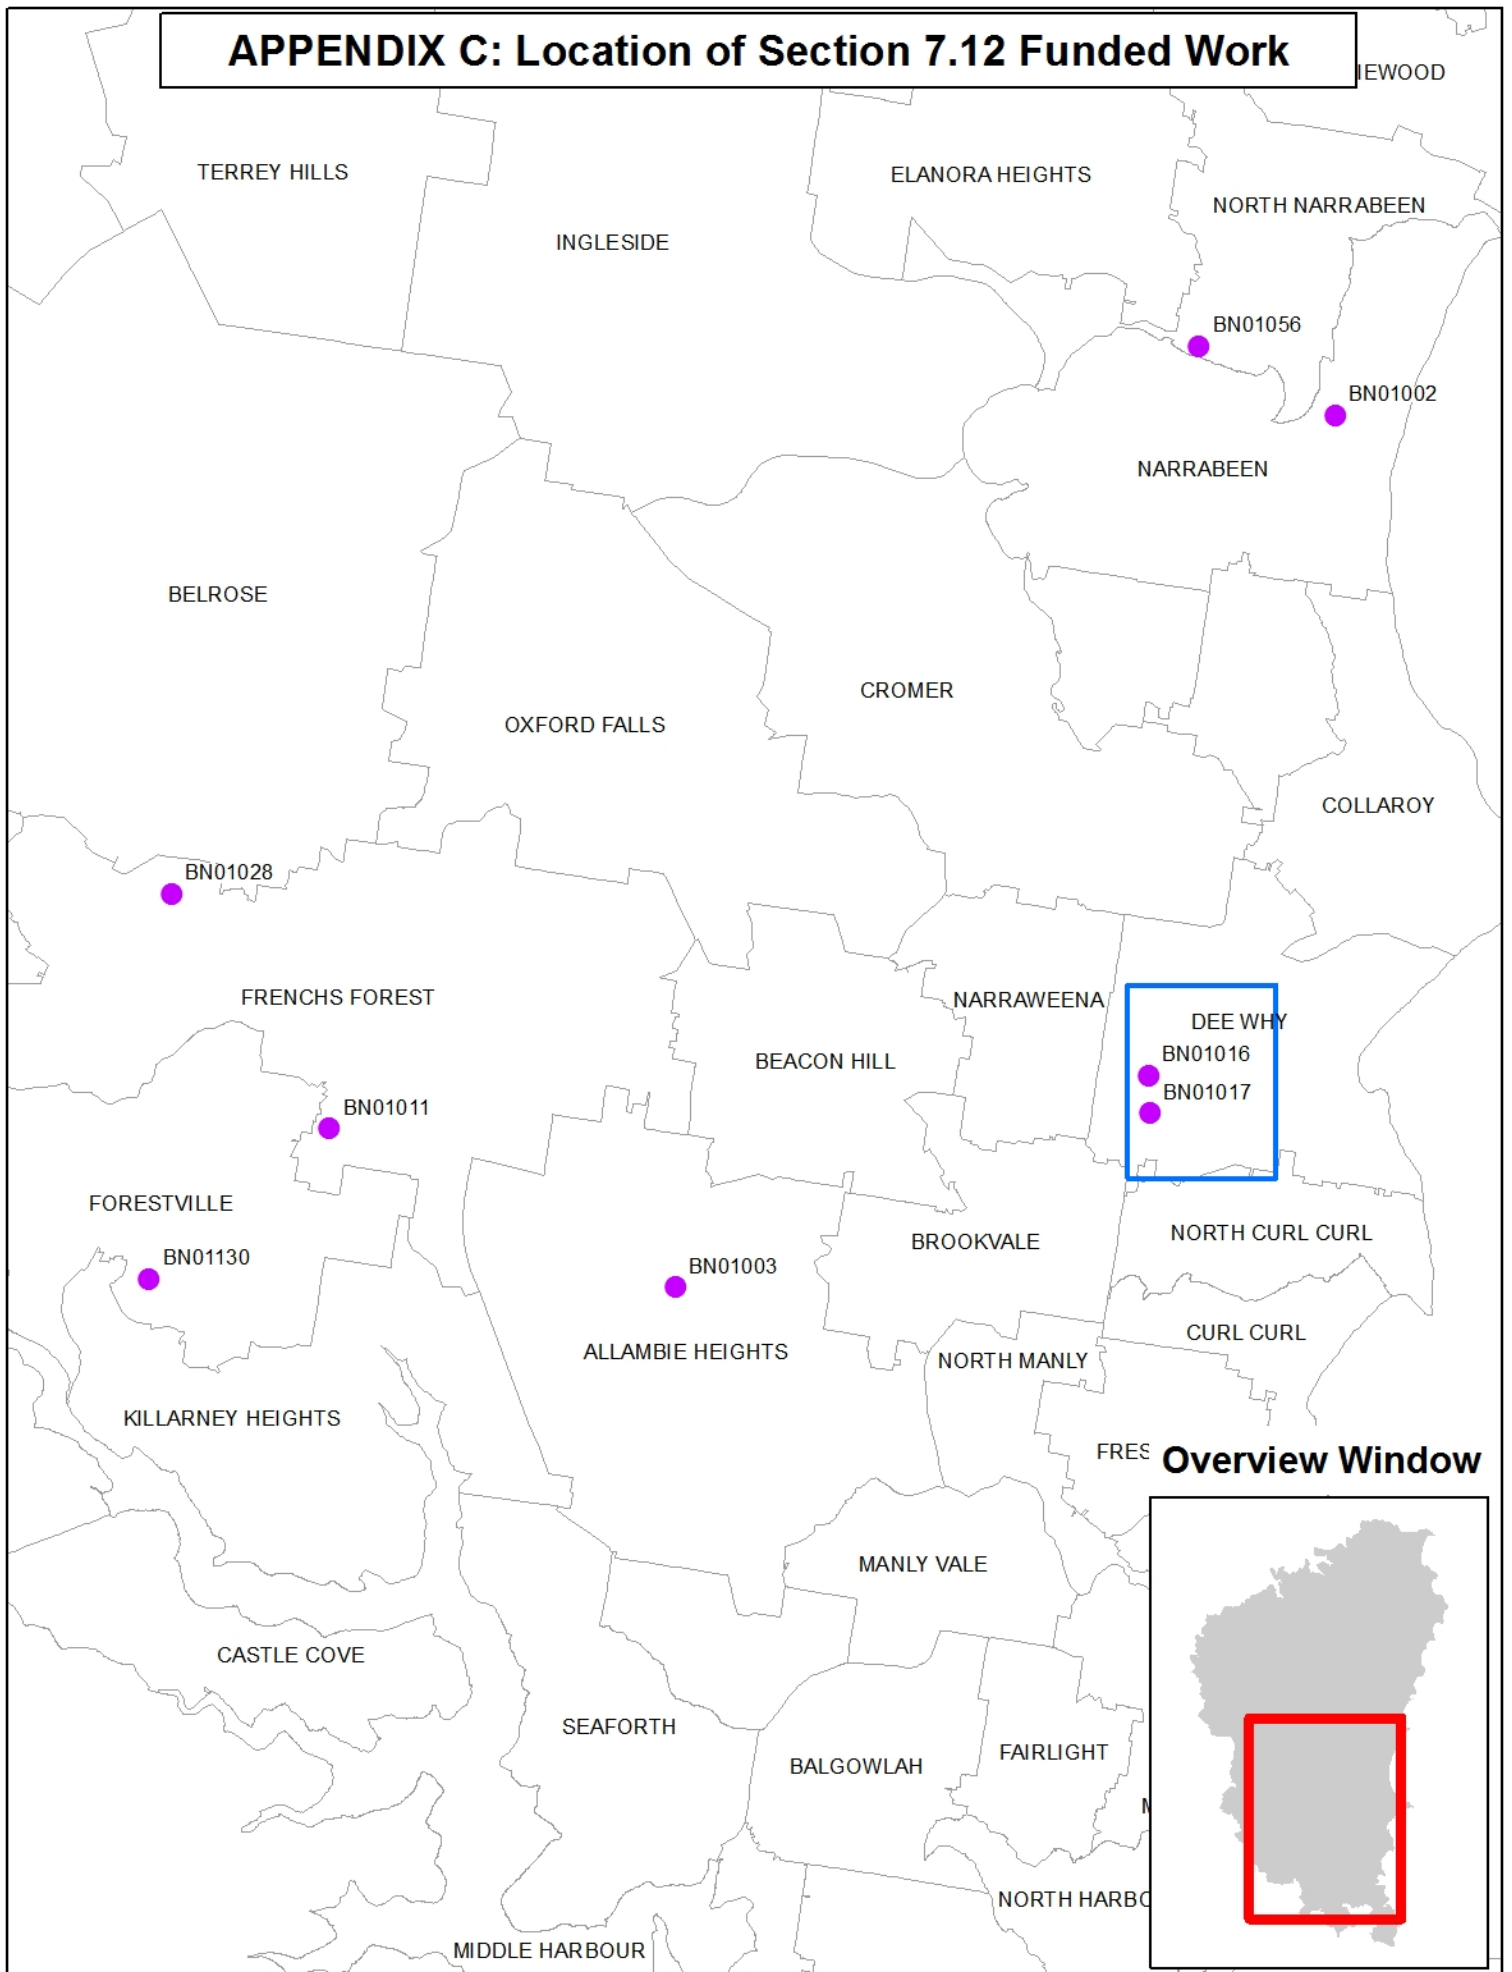 APPENDIX C: Location of Section 7.12 Funded Work
IEWOOD
TERREY HILLS
ELANORA HEIGHTS
NORTH NARRABEEN
INGLESIDE
BN01056
BN01002
NARRABEEN
BELROSE
CROMER
OXFORD FALLS
COLLAROY
BN01028
FRENCHS FOREST
NARRAWEENA
DEE WHY
BN01016
BEACON HILL
BN01017
BN01011
FORESTVILLE
NORTH CURL CURL
BROOKVALE
BN01130
BN01003
CURL CURL
ALLAMBIE HEIGHTS
NORTH MANLY
KILLARNEY HEIGHTS
FRES
Overview Window
MANLY VALE
CASTLE COVE
SEAFORTH
FAIRLIGHT
BALGOWLAH
M
NORTH HARBO
MIDDLE HARBOUR